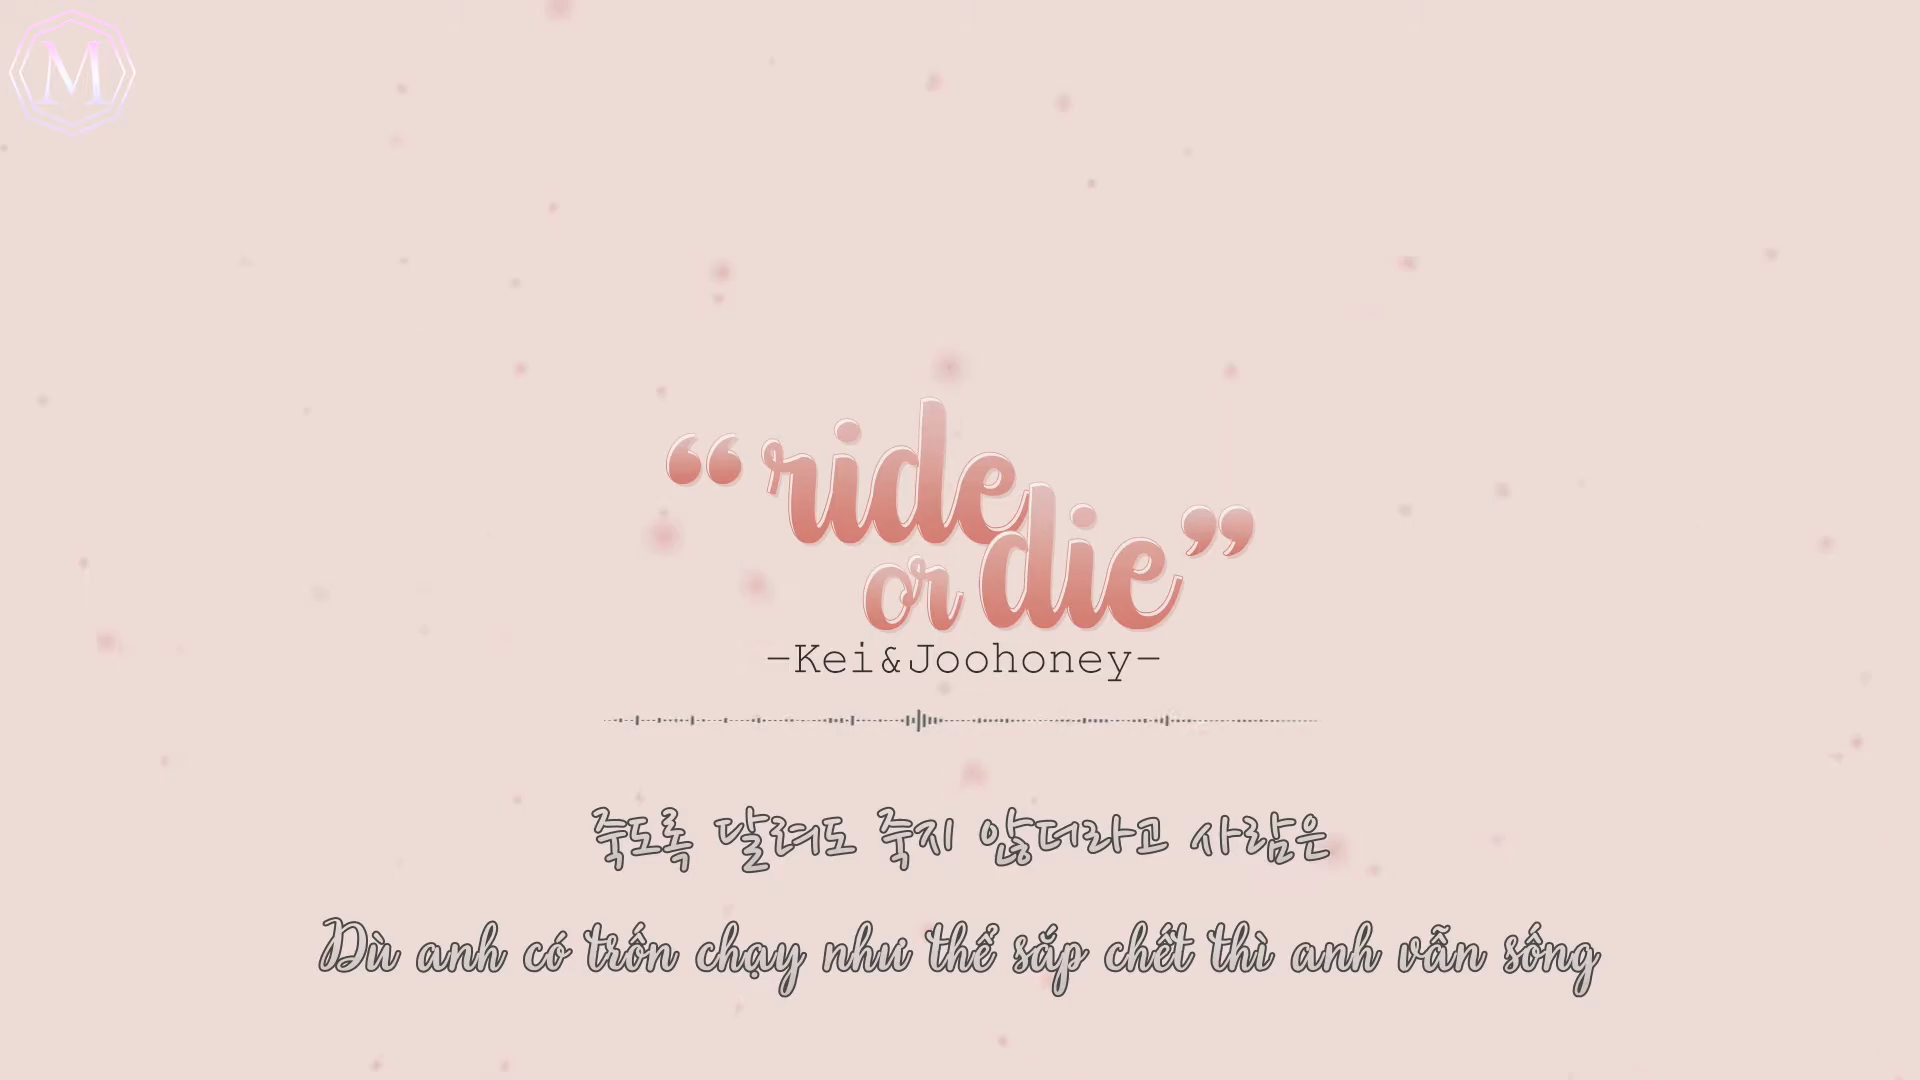 M
“ride
or die”
-Kei&Joohoney-
죽도록 달려도 죽지 않더라고 사람은
Dù anh có trốn chạy như thể sắp chết thì anh vẫn sống